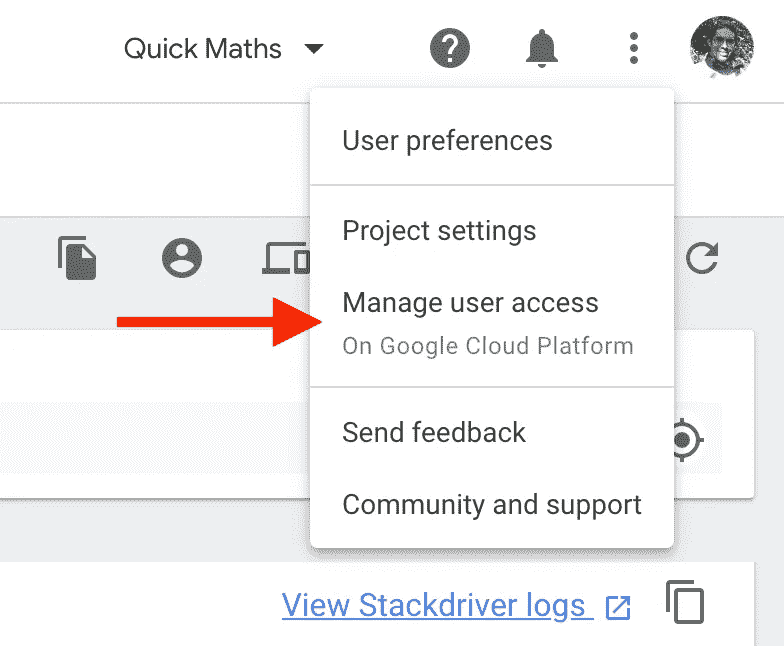 Quick Maths
User preferences
Project settings
Manage user access
On Google Cloud Platform
Send feedback
Community and support
View Stackdriver logs